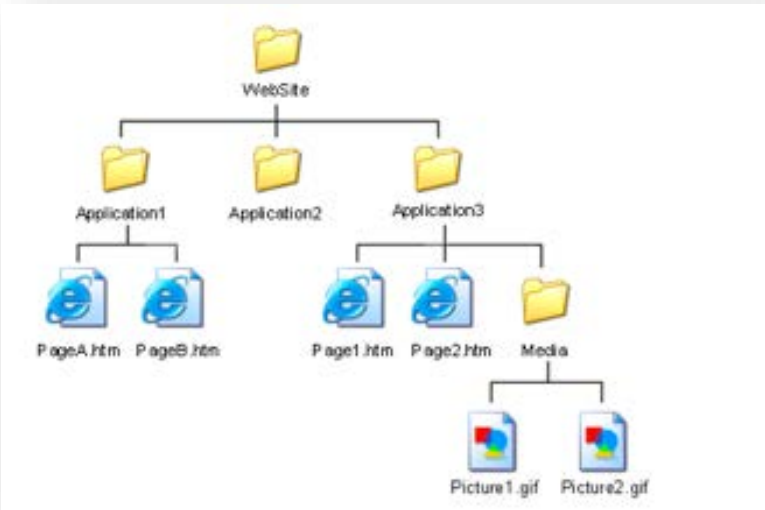 WebSite
Application1 Application2 Application3
PageA.htm PageB.htm Page1.htm Page2.htm Media
Picture1.gif Picture2.gif